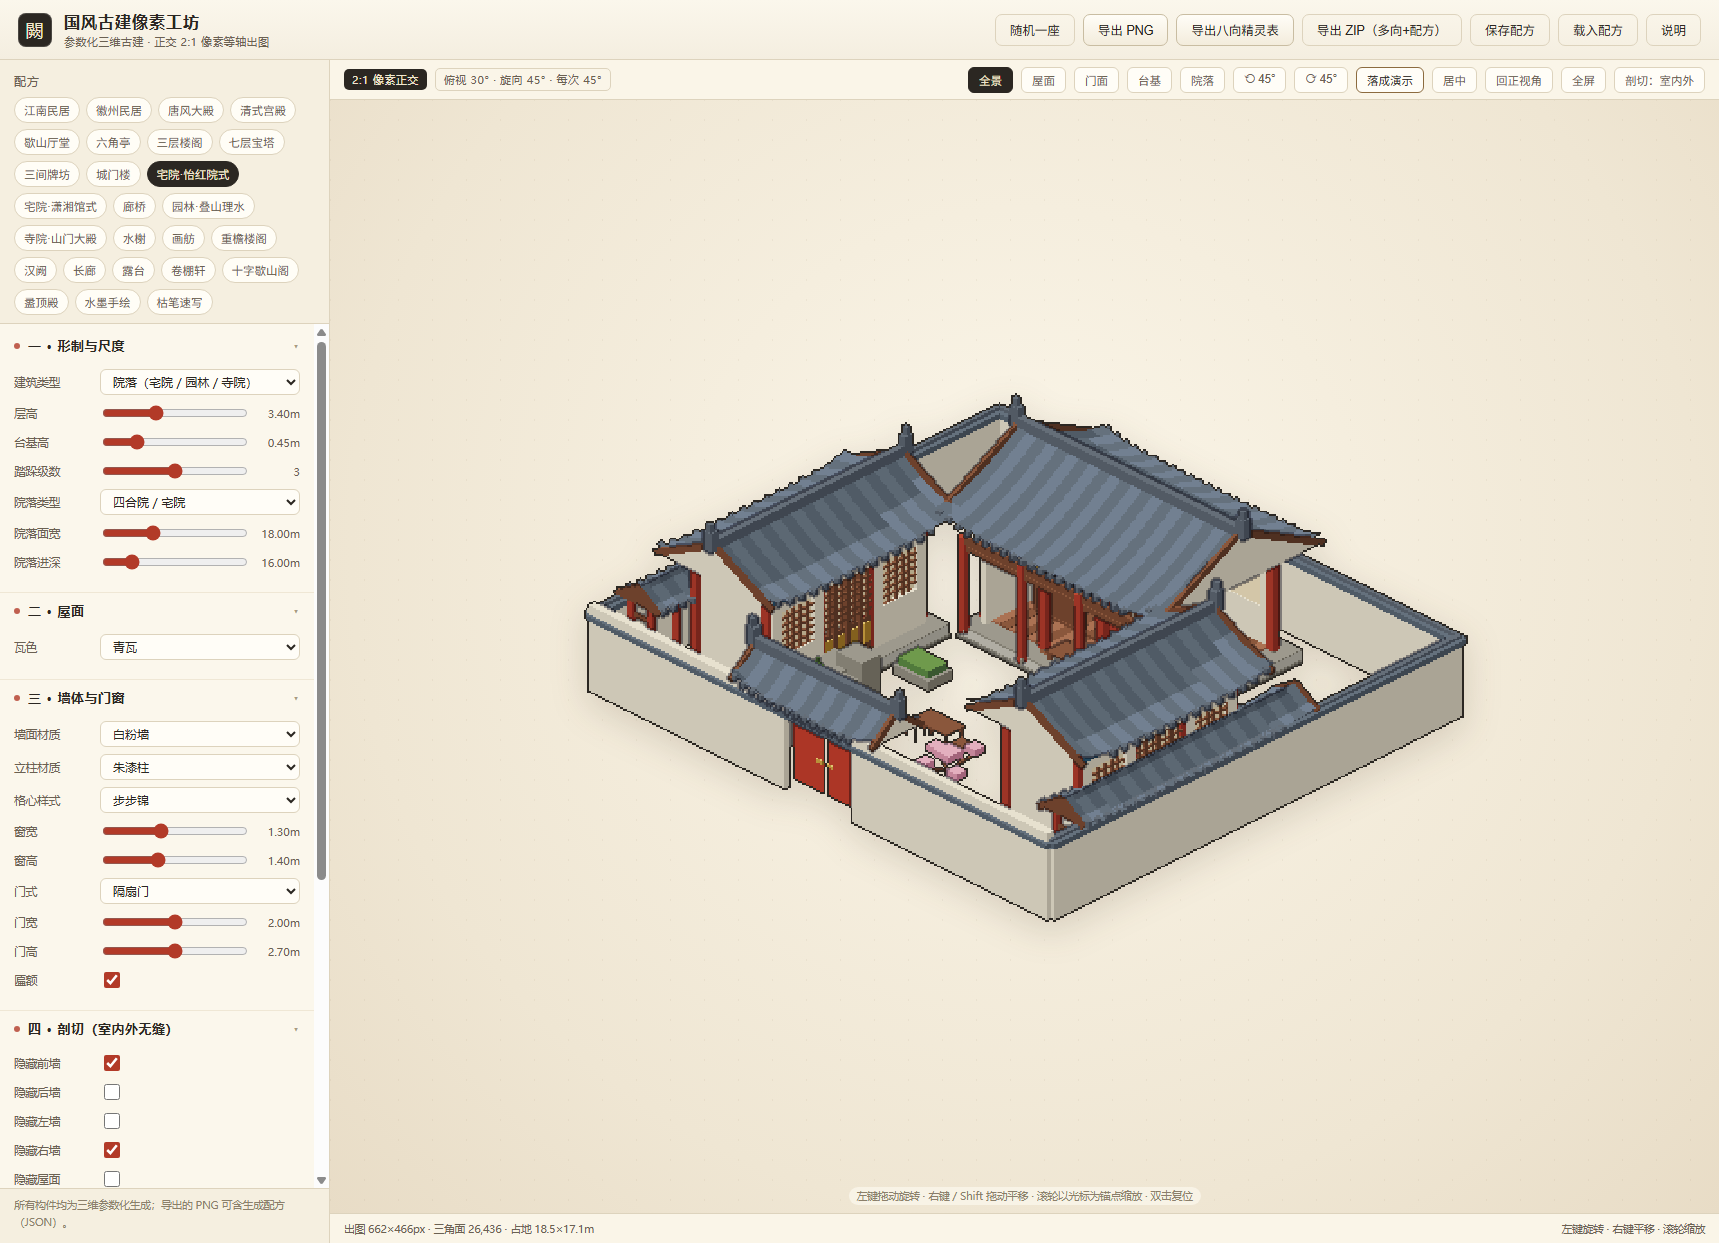 闕
国风古建像素工坊
参数化三维古建 · 正交 2:1 像素等轴出图
随机一座
导出 PNG
导出八向精灵表
导出 ZIP（多向+配方）
保存配方
载入配方
说明
配方
江南民居
徽州民居
唐风大殿
清式宫殿
歇山厅堂
六角亭
三层楼阁
七层宝塔
三间牌坊
城门楼
宅院·怡红院式
宅院·潇湘馆式
廊桥
园林·叠山理水
寺院·山门大殿
水榭
画舫
重檐楼阁
汉阙
长廊
露台
卷棚轩
十字歇山阁
盝顶殿
水墨手绘
枯笔速写
2:1 像素正交
俯视 30° · 旋向 45° · 每次 45°
全景
屋面
门面
台基
院落
⟲ 45°
⟳ 45°
落成演示
居中
回正视角
全屏
剖切：室内外
一 • 形制与尺度
建筑类型
院落（宅院 / 园林 / 寺院）
层高
3.40m
台基高
0.45m
踏跺级数
3
院落类型
四合院 / 宅院
院落面宽
18.00m
院落进深
16.00m
二 • 屋面
瓦色
青瓦
三 • 墙体与门窗
墙面材质
白粉墙
立柱材质
朱漆柱
格心样式
步步锦
窗宽
1.30m
窗高
1.40m
门式
隔扇门
门宽
2.00m
门高
2.70m
匾额
四 • 剖切（室内外无缝）
隐藏前墙
隐藏后墙
隐藏左墙
隐藏右墙
隐藏屋面
所有构件均为三维参数化生成；导出的 PNG 可含生成配方
（JSON）。
左键拖动旋转 · 右键 / Shift 拖动平移 · 滚轮以光标为锚点缩放 · 双击复位
出图 662×466px · 三角面 26,436 · 占地 18.5×17.1m
左键旋转 · 右键平移 · 滚轮缩放